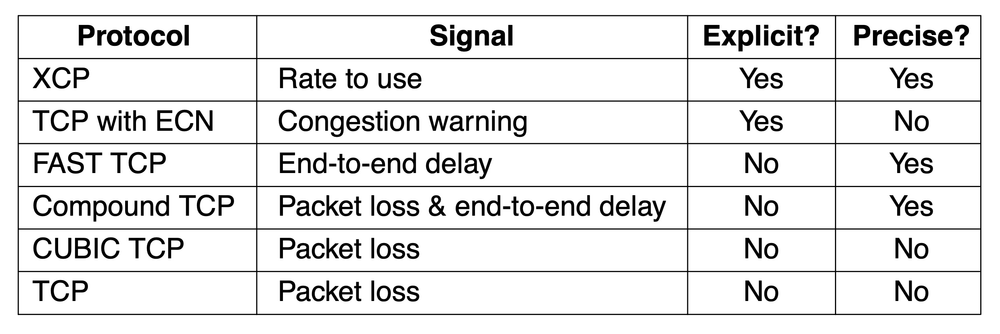 Protocol Signal Explicit? Precise?
XCP Rate to use Yes Yes
TCP with ECN Congestion warning Yes No
FAST TCP End-to-end delay No Yes
Compound TCP Packet loss & end-to-end delay No Yes
CUBIC TCP Packet loss No No
TCP Packet loss No No